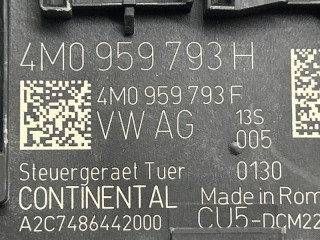 4M0 959 793 H
4M0 959 793 F
VW AG 13S
005
Steuergeraet Tuer 0130
CONTINENTAL Made in Rom
A2C7486442000 CU5-DCM22